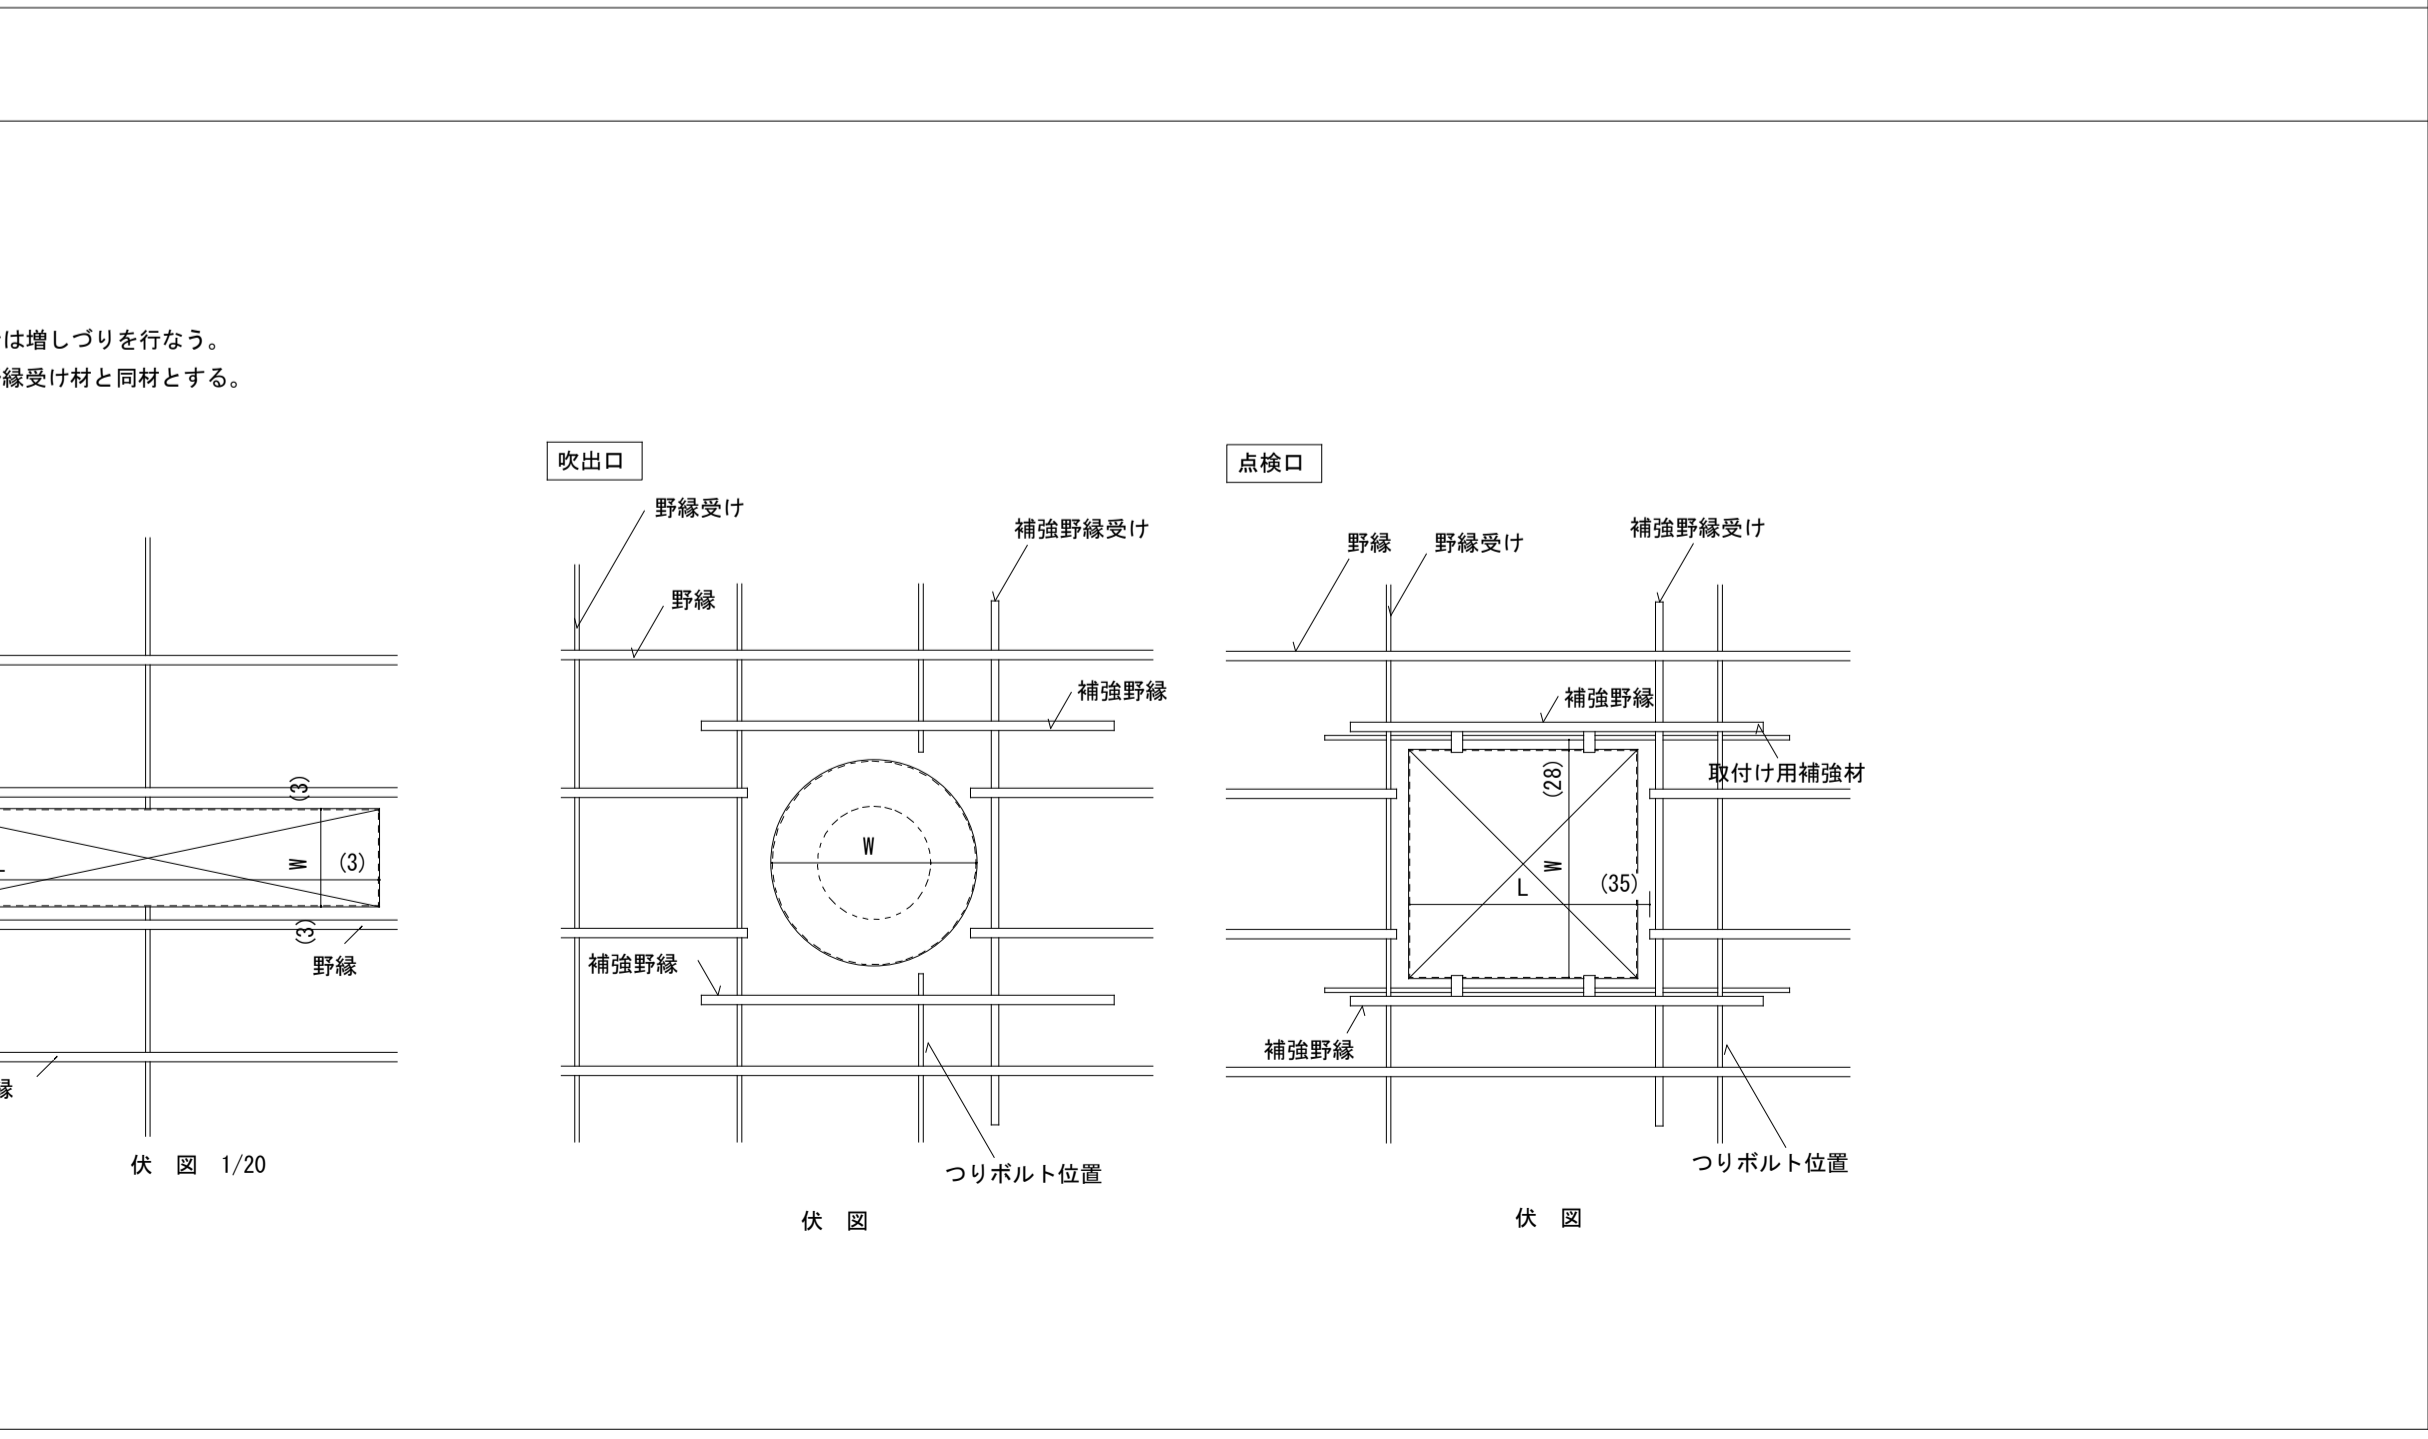 は増しづりを行なう。
縁受け材と同材とする。
(3)
W
(3)
(3)
野縁
縁
伏 図 1/20
吹出口
野縁受け
補強野縁受け
野縁
補強野縁
W
補強野縁
つりボルト位置
伏 図
点検口
野縁
野縁受け
補強野縁受け
補強野縁
取付け用補強材
(28)
W
(35)
L
補強野縁
つりボルト位置
伏 図